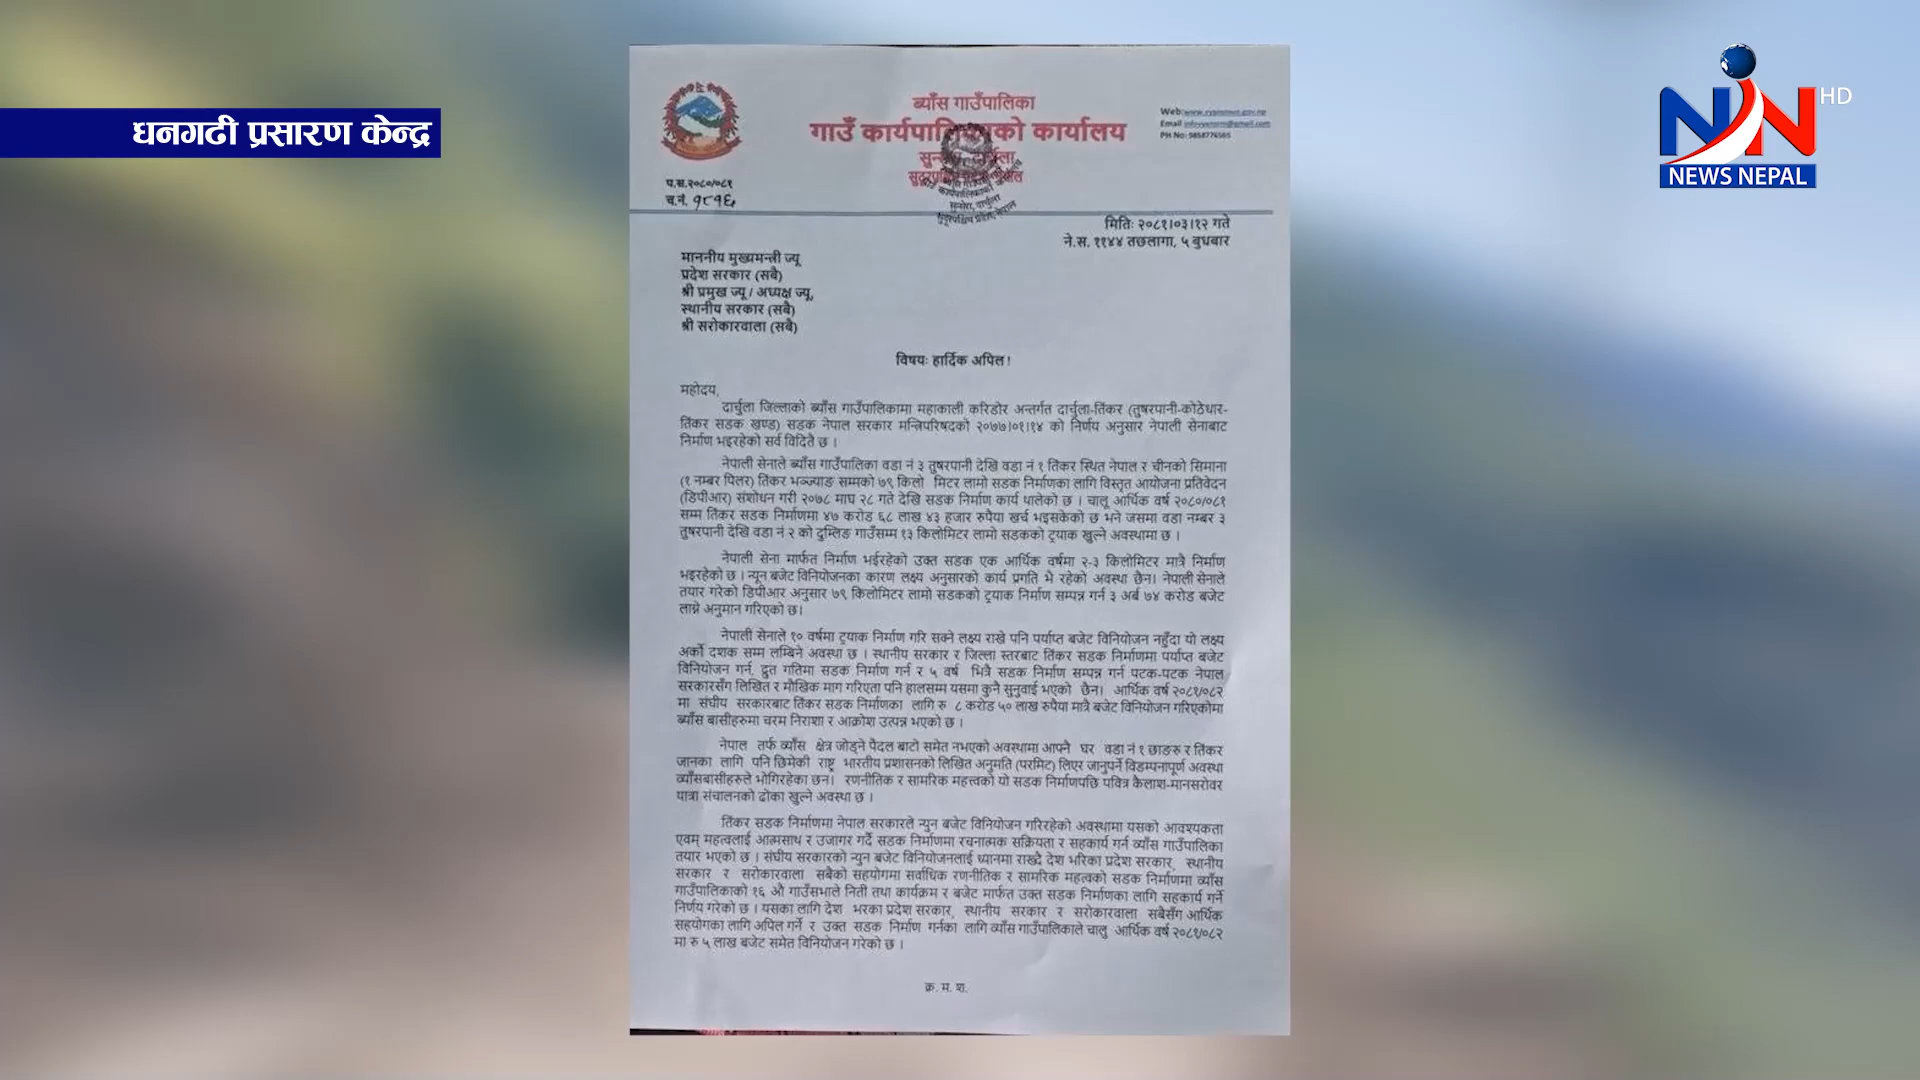 धनगढी प्रसारण केन्द्र
NN HD
NEWS NEPAL
ब्याँस गाउँपालिका
गाउँ कार्यपालिकाको कार्यालय
प.स.२०८०/०८१
च.नं. १८१६
मितिः २०८१।०३।१२ गते
ने.स. ११४४ तछलागा, ५ बुधबार
माननीय मुख्यमन्त्री ज्यू
प्रदेश सरकार (सबै)
श्री प्रमुख ज्यू / अध्यक्ष ज्यू,
स्थानीय सरकार (सबै)
श्री सरोकारवाला (सबै)
विषयः हार्दिक अपिल !
महोदय,
दार्चुला जिल्लाको ब्याँस गाउँपालिकामा महाकाली करिडोर अन्तर्गत दार्चुला-तिंकर (तुषरपानी-कोठेधार-
तिंकर सडक खण्ड) सडक नेपाल सरकार मन्त्रिपरिषदको २०७७।०१।१४ को निर्णय अनुसार नेपाली सेनाबाट
निर्माण भइरहेको सर्व विदितै छ ।
नेपाली सेनाले ब्याँस गाउँपालिका वडा नं ३ तुषरपानी देखि वडा नं १ तिंकर स्थित नेपाल र चीनको सिमाना
(१ नम्बर पिलर) तिंकर भञ्ज्याङ सम्मको ७९ किलो मिटर लामो सडक निर्माणका लागि विस्तृत आयोजना प्रतिवेदन
(डिपीआर) संशोधन गरी २०७८ माघ २८ गते देखि सडक निर्माण कार्य थालेको छ । चालू आर्थिक वर्ष २०८०/०८१
सम्म तिंकर सडक निर्माणमा ४७ करोड ६८ लाख ४३ हजार रुपैया खर्च भइसकेको छ भने जसमा वडा नम्बर ३
तुषरपानी देखि वडा नं २ को दुम्लिङ गाउँसम्म १३ किलोमिटर लामो सडकको ट्र्याक खुल्ने अवस्थामा छ ।
नेपाली सेना मार्फत निर्माण भईरहेको उक्त सडक एक आर्थिक वर्षमा २-३ किलोमिटर मात्रै निर्माण
भइरहेको छ । न्यून बजेट विनियोजनका कारण लक्ष्य अनुसारको कार्य प्रगति भै रहेको अवस्था छैन। नेपाली सेनाले
तयार गरेको डिपीआर अनुसार ७९ किलोमिटर लामो सडकको ट्र्याक निर्माण सम्पन्न गर्न ३ अर्ब ७४ करोड बजेट
लाग्ने अनुमान गरिएको छ।
नेपाली सेनाले १० वर्षमा ट्र्याक निर्माण गरि सक्ने लक्ष्य राखे पनि पर्याप्त बजेट विनियोजन नहुँदा यो लक्ष्य
अर्को दशक सम्म लम्बिने अवस्था छ । स्थानीय सरकार र जिल्ला स्तरबाट तिंकर सडक निर्माणमा पर्याप्त बजेट
विनियोजन गर्न, द्रुत गतिमा सडक निर्माण गर्न र ५ वर्ष भित्रै सडक निर्माण सम्पन्न गर्न पटक-पटक नेपाल
सरकारसँग लिखित र मौखिक माग गरिएता पनि हालसम्म यसमा कुनै सुनुवाई भएको छैन। आर्थिक वर्ष २०८१/०८२
मा संघीय सरकारबाट तिंकर सडक निर्माणका लागि रु ८ करोड ५० लाख रुपैया मात्रै बजेट विनियोजन गरिएकोमा
ब्याँस बासीहरुमा चरम निराशा र आक्रोश उत्पन्न भएको छ ।
नेपाल तर्फ व्याँस क्षेत्र जोड्ने पैदल बाटो समेत नभएको अवस्थामा आफ्नै घर वडा नं १ छाङरु र तिंकर
जानका लागि पनि छिमेकी राष्ट्र भारतीय प्रशासनको लिखित अनुमति (परमिट) लिएर जानुपर्ने विडम्पनापूर्ण अवस्था
व्याँसबासीहरुले भोगिरहेका छन। रणनीतिक र सामरिक महत्त्वको यो सडक निर्माणपछि पवित्र कैलाश-मानसरोवर
यात्रा संचालनको ढोका खुल्ने अवस्था छ ।
तिंकर सडक निर्माणमा नेपाल सरकारले न्युन बजेट विनियोजन गरिरहेको अवस्थामा यसको आवश्यकता
एवम् महत्वलाई आत्मसाथ र उजागर गर्दै सडक निर्माणमा रचनात्मक सक्रियता र सहकार्य गर्न व्याँस गाउँपालिका
तयार भएको छ । संघीय सरकारको न्युन बजेट विनियोजनलाई ध्यानमा राख्दै देश भरिका प्रदेश सरकार, स्थानीय
सरकार र सरोकारवाला सबैको सहयोगमा सर्वाधिक रणनीतिक र सामरिक महत्वको सडक निर्माणमा व्याँस
गाउँपालिकाको १६ औ गाउँसभाले निती तथा कार्यक्रम र बजेट मार्फत उक्त सडक निर्माणका लागि सहकार्य गर्ने
निर्णय गरेको छ । यसका लागि देश भरका प्रदेश सरकार, स्थानीय सरकार र सरोकारवाला सबैसँग आर्थिक
सहयोगका लागि अपिल गर्ने र उक्त सडक निर्माण गर्नका लागि व्याँस गाउँपालिकाले चालु आर्थिक वर्ष २०८१/०८२
मा रु ५ लाख बजेट समेत विनियोजन गरेको छ ।
क्र. म. श.